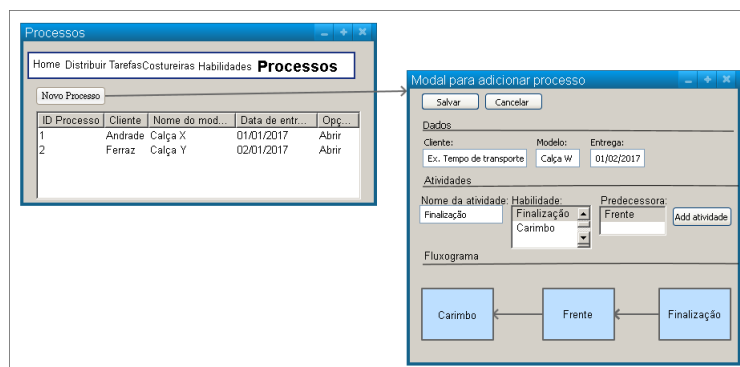 Processos
Home Distribuir Tarefas Costureiras Habilidades Processos
Novo Processo
ID Processo Cliente Nome do mod... Data de entr... Opç...
1 Andrade Calça X 01/01/2017 Abrir
2 Ferraz Calça Y 02/01/2017 Abrir
Modal para adicionar processo
Salvar Cancelar
Dados
Cliente: Modelo: Entrega:
Ex. Tempo de transporte Calça W 01/02/2017
Atividades
Nome da atividade: Habilidade: Predecessora:
Finalização Finalização Frente Add atividade
Carimbo
Fluxograma
Carimbo Frente Finalização